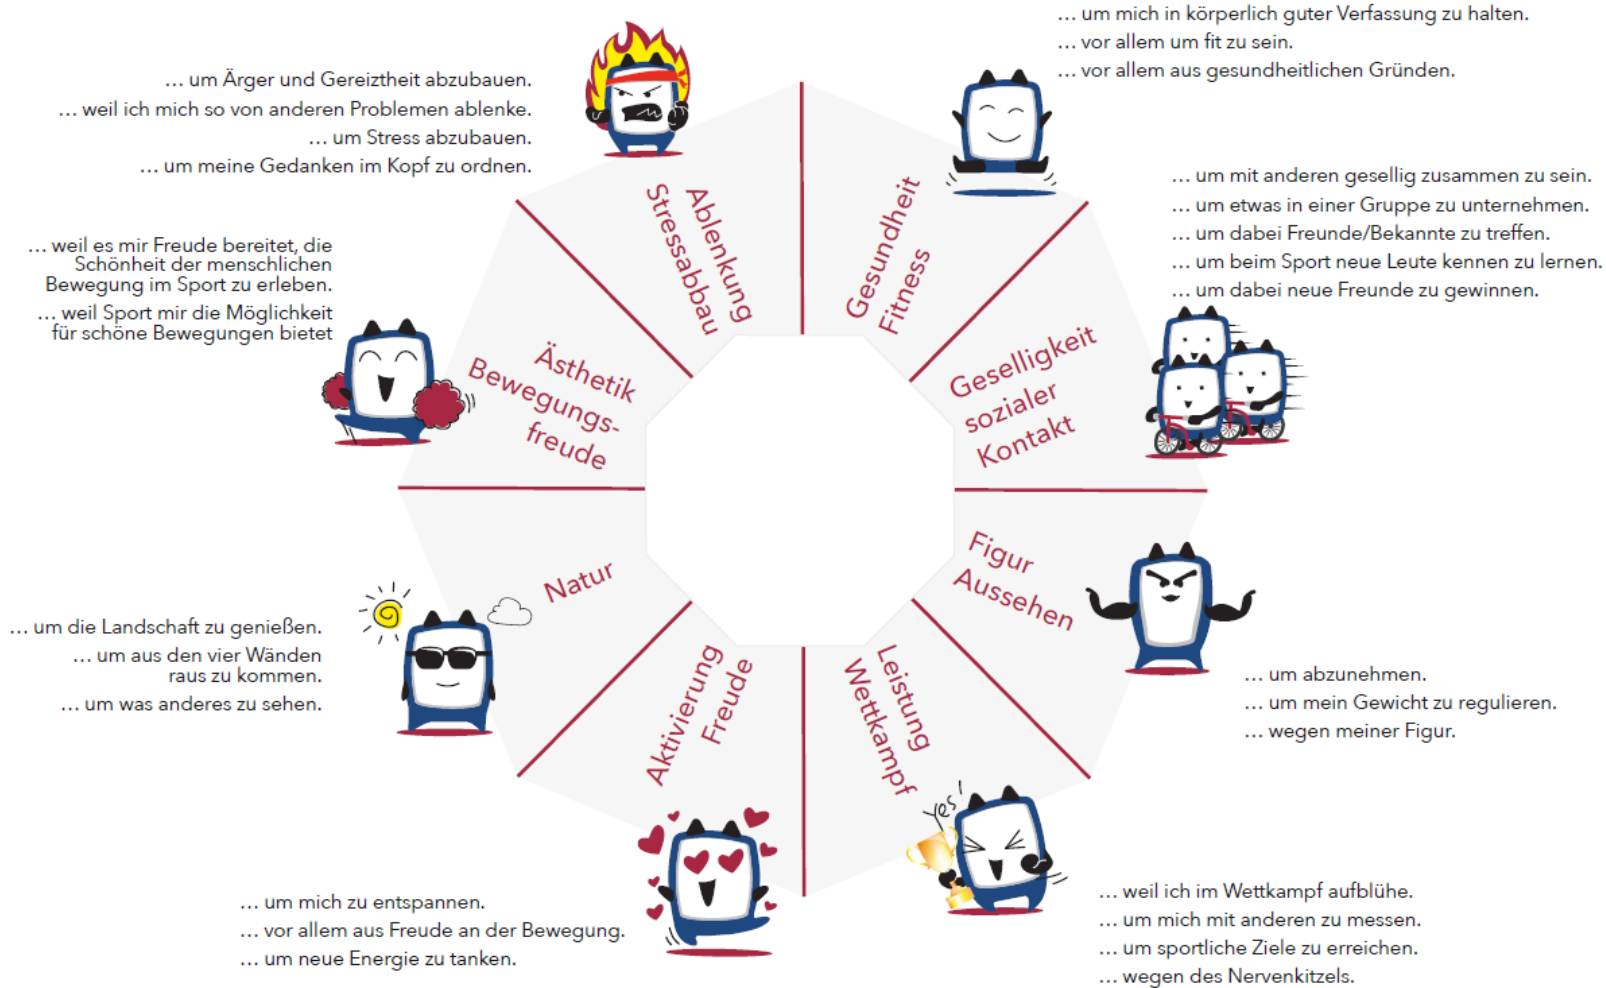 … um mich in körperlich guter Verfassung zu halten.
… vor allem um fit zu sein.
… vor allem aus gesundheitlichen Gründen.
… um Ärger und Gereiztheit abzubauen.
… weil ich mich so von anderen Problemen ablenke.
… um Stress abzubauen.
… um meine Gedanken im Kopf zu ordnen.
… um mit anderen gesellig zusammen zu sein.
… um etwas in einer Gruppe zu unternehmen.
… um dabei Freunde/Bekannte zu treffen.
… um beim Sport neue Leute kennen zu lernen.
… um dabei neue Freunde zu gewinnen.
… weil es mir Freude bereitet, die
Schönheit der menschlichen
Bewegung im Sport zu erleben.
… weil Sport mir die Möglichkeit
für schöne Bewegungen bietet
Ablenkung
Stressabbau
Gesundheit
Fitness
Geselligkeit
sozialer
Kontakt
Ästhetik
Bewegungs-
freude
Figur
Aussehen
Natur
Aktivierung
Freude
Leistung
Wettkampf
… um die Landschaft zu genießen.
… um aus den vier Wänden
raus zu kommen.
… um was anderes zu sehen.
… um abzunehmen.
… um mein Gewicht zu regulieren.
… wegen meiner Figur.
Yes!
… um mich zu entspannen.
… vor allem aus Freude an der Bewegung.
… um neue Energie zu tanken.
… weil ich im Wettkampf aufblühe.
… um mich mit anderen zu messen.
… um sportliche Ziele zu erreichen.
… wegen des Nervenkitzels.